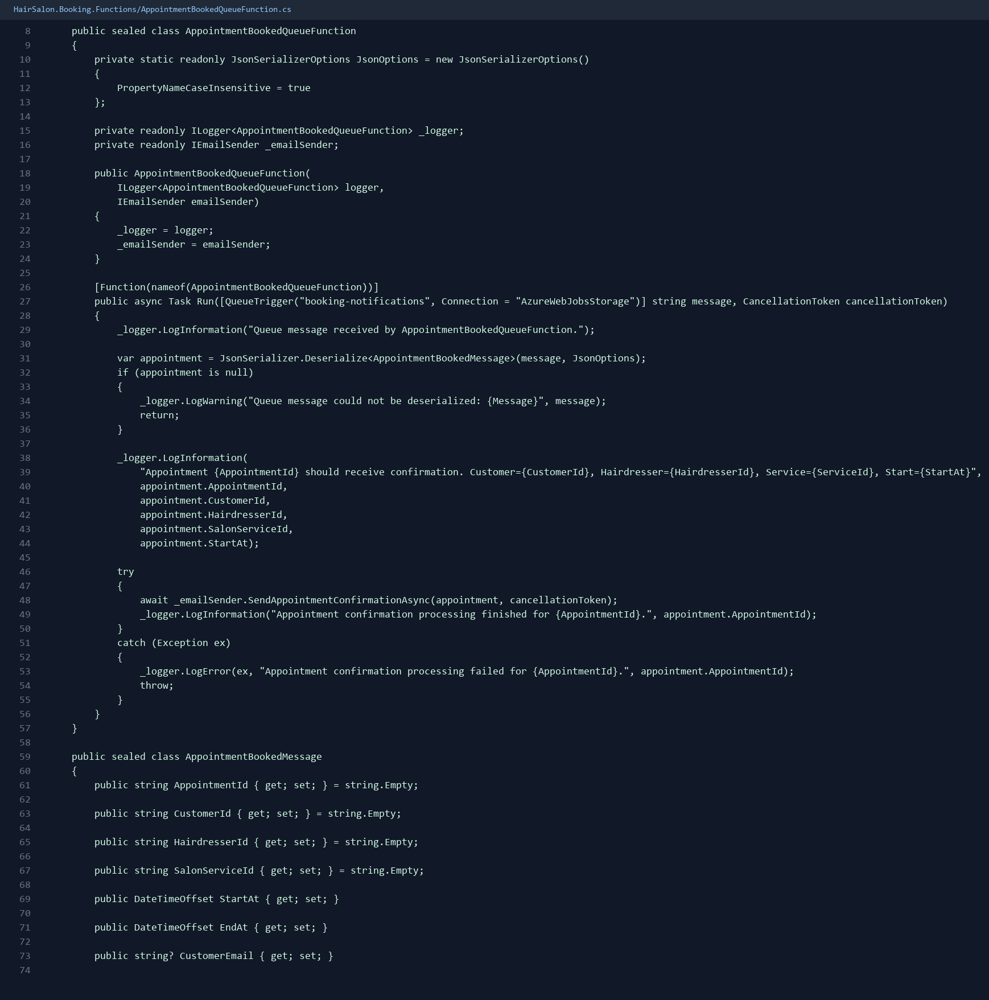 HairSalon.Booking.Functions/AppointmentBookedQueueFunction.cs
8 public sealed class AppointmentBookedQueueFunction
9 {
10 private static readonly JsonSerializerOptions JsonOptions = new JsonSerializerOptions()
11 {
12 PropertyNameCaseInsensitive = true
13 };
14
15 private readonly ILogger<AppointmentBookedQueueFunction> _logger;
16 private readonly IEmailSender _emailSender;
17
18 public AppointmentBookedQueueFunction(
19 ILogger<AppointmentBookedQueueFunction> logger,
20 IEmailSender emailSender)
21 {
22 _logger = logger;
23 _emailSender = emailSender;
24 }
25
26 [Function(nameof(AppointmentBookedQueueFunction))]
27 public async Task Run([QueueTrigger("booking-notifications", Connection = "AzureWebJobsStorage")] string message, CancellationToken cancellationToken)
28 {
29 _logger.LogInformation("Queue message received by AppointmentBookedQueueFunction.");
30
31 var appointment = JsonSerializer.Deserialize<AppointmentBookedMessage>(message, JsonOptions);
32 if (appointment is null)
33 {
34 _logger.LogWarning("Queue message could not be deserialized: {Message}", message);
35 return;
36 }
37
38 _logger.LogInformation(
39 "Appointment {AppointmentId} should receive confirmation. Customer={CustomerId}, Hairdresser={HairdresserId}, Service={ServiceId}, Start={StartAt}",
40 appointment.AppointmentId,
41 appointment.CustomerId,
42 appointment.HairdresserId,
43 appointment.SalonServiceId,
44 appointment.StartAt);
45
46 try
47 {
48 await _emailSender.SendAppointmentConfirmationAsync(appointment, cancellationToken);
49 _logger.LogInformation("Appointment confirmation processing finished for {AppointmentId}.", appointment.AppointmentId);
50 }
51 catch (Exception ex)
52 {
53 _logger.LogError(ex, "Appointment confirmation processing failed for {AppointmentId}.", appointment.AppointmentId);
54 throw;
55 }
56 }
57 }
58
59 public sealed class AppointmentBookedMessage
60 {
61 public string AppointmentId { get; set; } = string.Empty;
62
63 public string CustomerId { get; set; } = string.Empty;
64
65 public string HairdresserId { get; set; } = string.Empty;
66
67 public string SalonServiceId { get; set; } = string.Empty;
68
69 public DateTimeOffset StartAt { get; set; }
70
71 public DateTimeOffset EndAt { get; set; }
72
73 public string? CustomerEmail { get; set; }
74